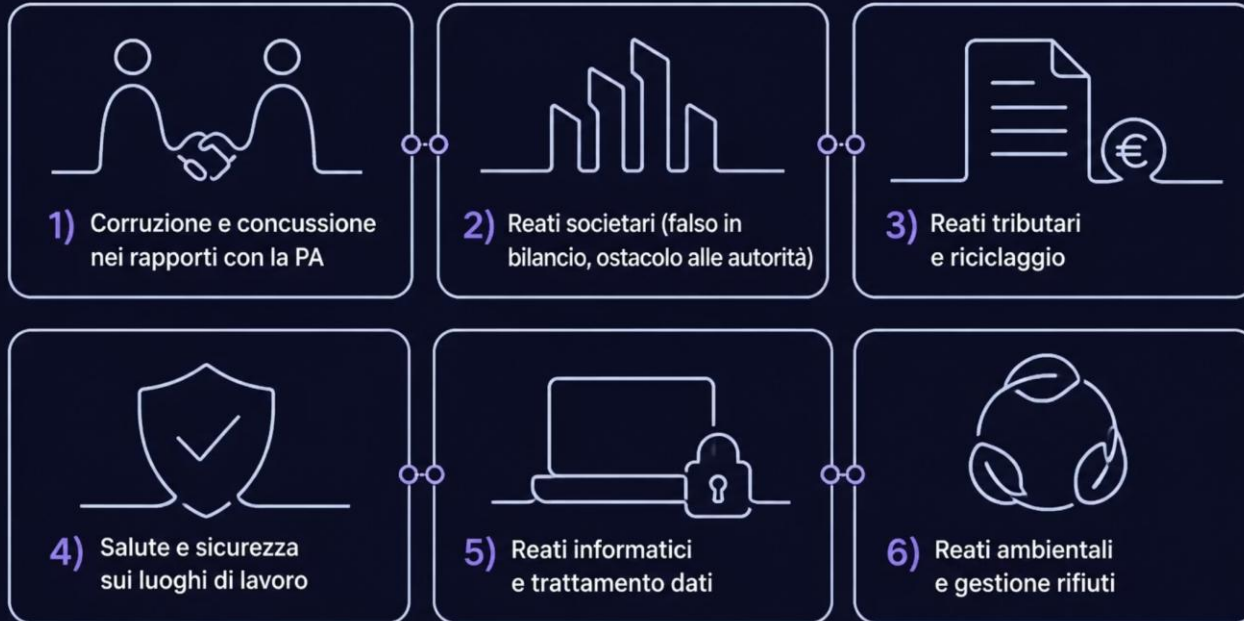 1) Corruzione e concussione
nei rapporti con la PA
2) Reati societari (falso in
bilancio, ostacolo alle autorità)
€
3) Reati tributari
e riciclaggio
4) Salute e sicurezza
sui luoghi di lavoro
5) Reati informatici
e trattamento dati
6) Reati ambientali
e gestione rifiuti